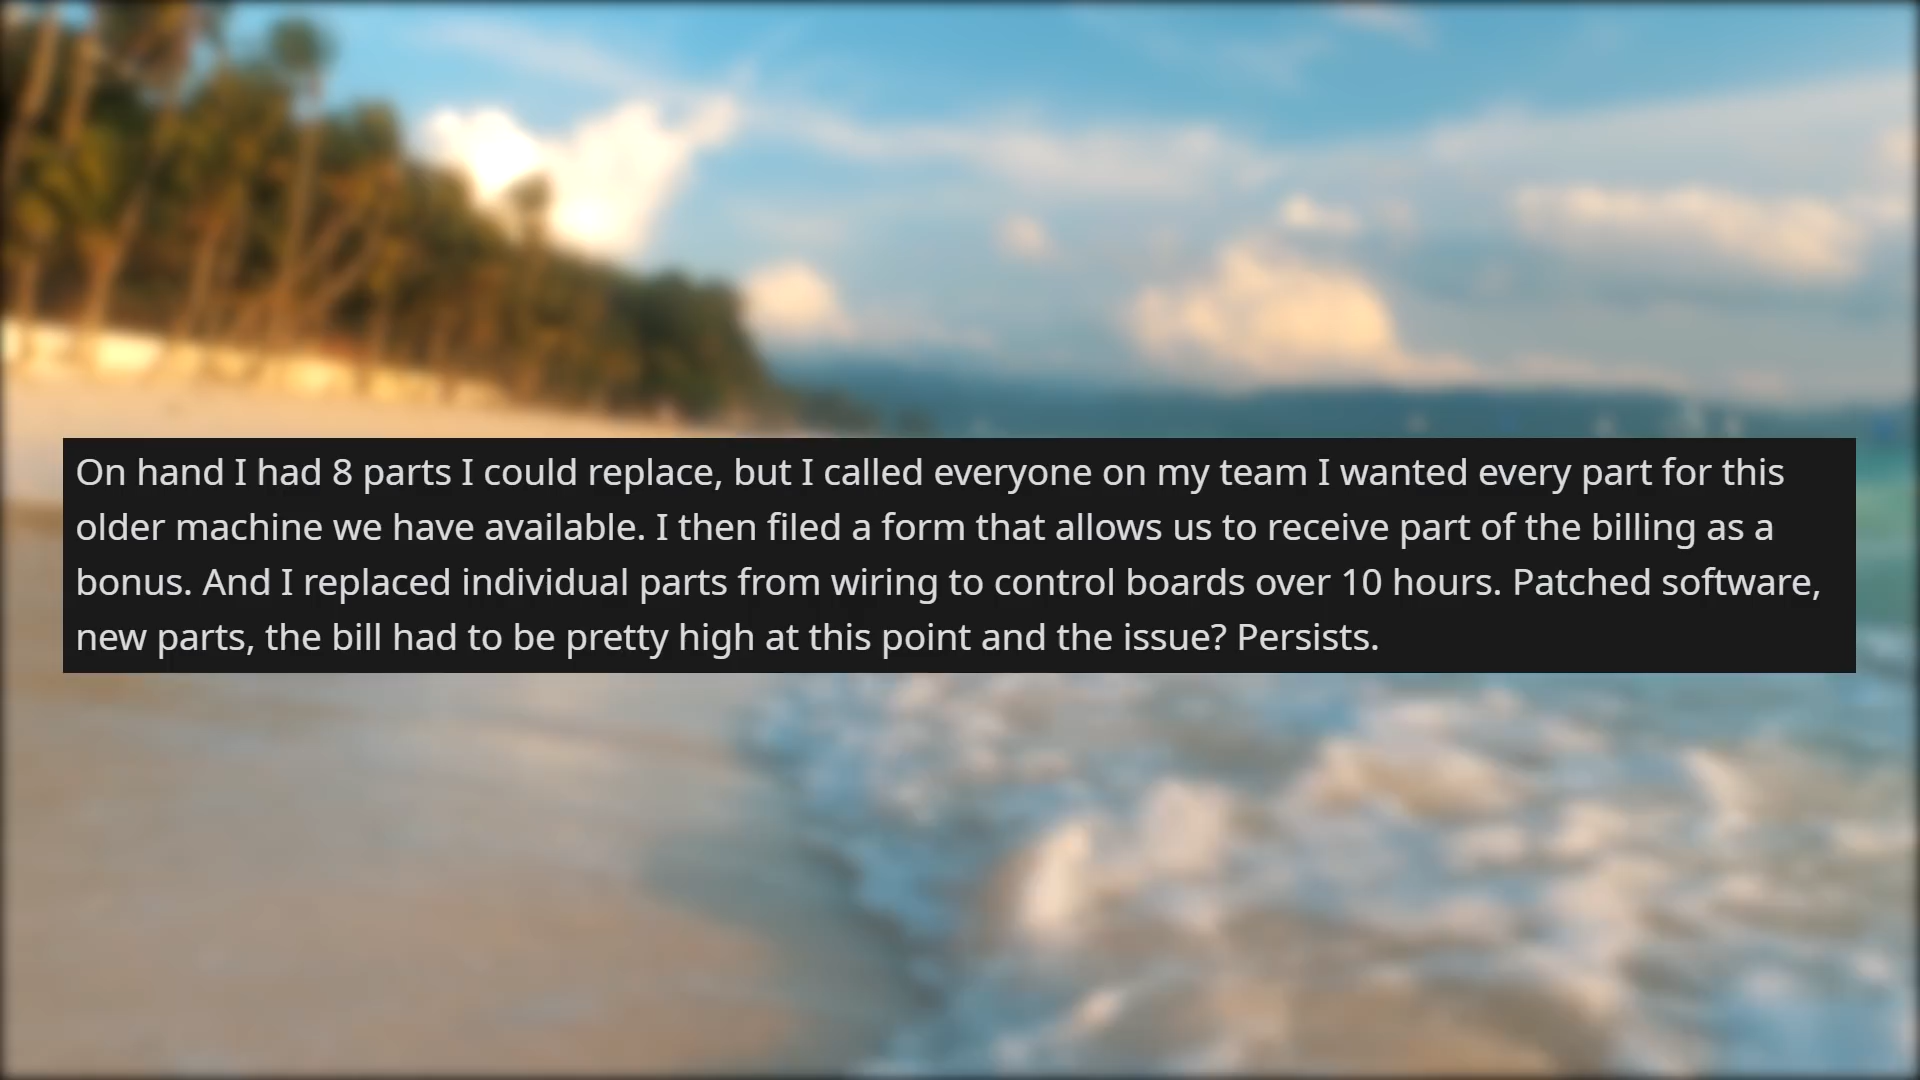 On hand I had 8 parts I could replace, but I called everyone on my team I wanted every part for this
older machine we have available. I then filed a form that allows us to receive part of the billing as a
bonus. And I replaced individual parts from wiring to control boards over 10 hours. Patched software,
new parts, the bill had to be pretty high at this point and the issue? Persists.